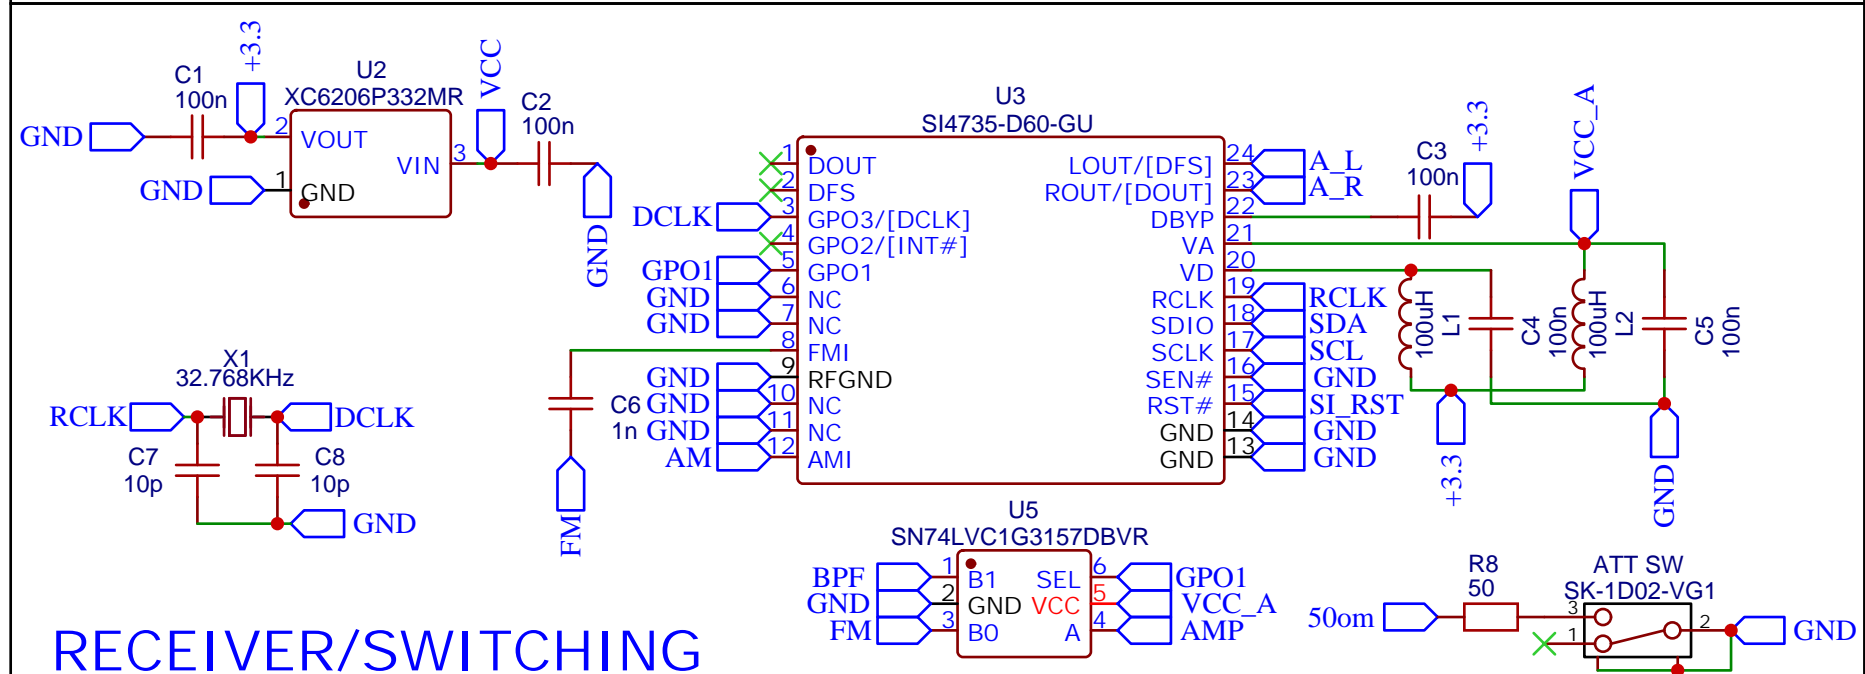 +3.3
C1
100n
U2
XC6206P332MR
VCC
C2
100n
GND
2
VOUT
VIN
3
GND
1
GND
GND
U3
SI4735-D60-GU
1
DOUT
2
DFS
DCLK
3
GPO3/[DCLK]
4
GPO2/[INT#]
GPO1
5
GPO1
GND
6
NC
GND
7
NC
8
FMI
GND
9
RFGND
GND
10
NC
GND
11
NC
AM
12
AMI
LOUT/[DFS]
24
A_L
ROUT/[DOUT]
23
A_R
DBYP
22
VA
21
VD
20
RCLK
19
RCLK
SDIO
18
SDA
SCLK
17
SCL
SEN#
16
GND
RST#
15
SI_RST
GND
14
GND
GND
13
GND
C3
100n
+3.3
VCC_A
100uH
L1
C4
100n
100uH
L2
C5
100n
+3.3
GND
C6
1n
FM
X1
32.768KHz
RCLK
DCLK
C7
10p
C8
10p
GND
U5
SN74LVC1G3157DBVR
BPF
1
B1
SEL
6
GPO1
GND
2
GND
VCC
5
VCC_A
FM
3
B0
A
4
AMP
R8
50
50om
ATT SW
SK-1D02-VG1
3
1
2
GND
RECEIVER/SWITCHING